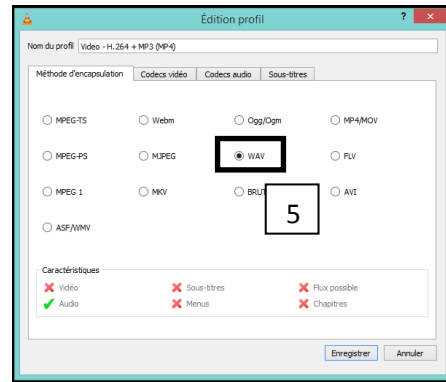 Édition profil
?
×
Nom du profil Video - H.264 + MP3 (MP4)
Méthode d'encapsulation Codecs vidéo Codecs audio Sous-titres
MPEG-TS Webm Ogg/Ogm MP4/MOV
MPEG-PS MJPEG WAV FLV
MPEG 1 MKV BRUT AVI
5
ASF/WMV
Caractéristiques
Vidéo Sous-titres Flux possible
Audio Menus Chapitres
Enregistrer Annuler